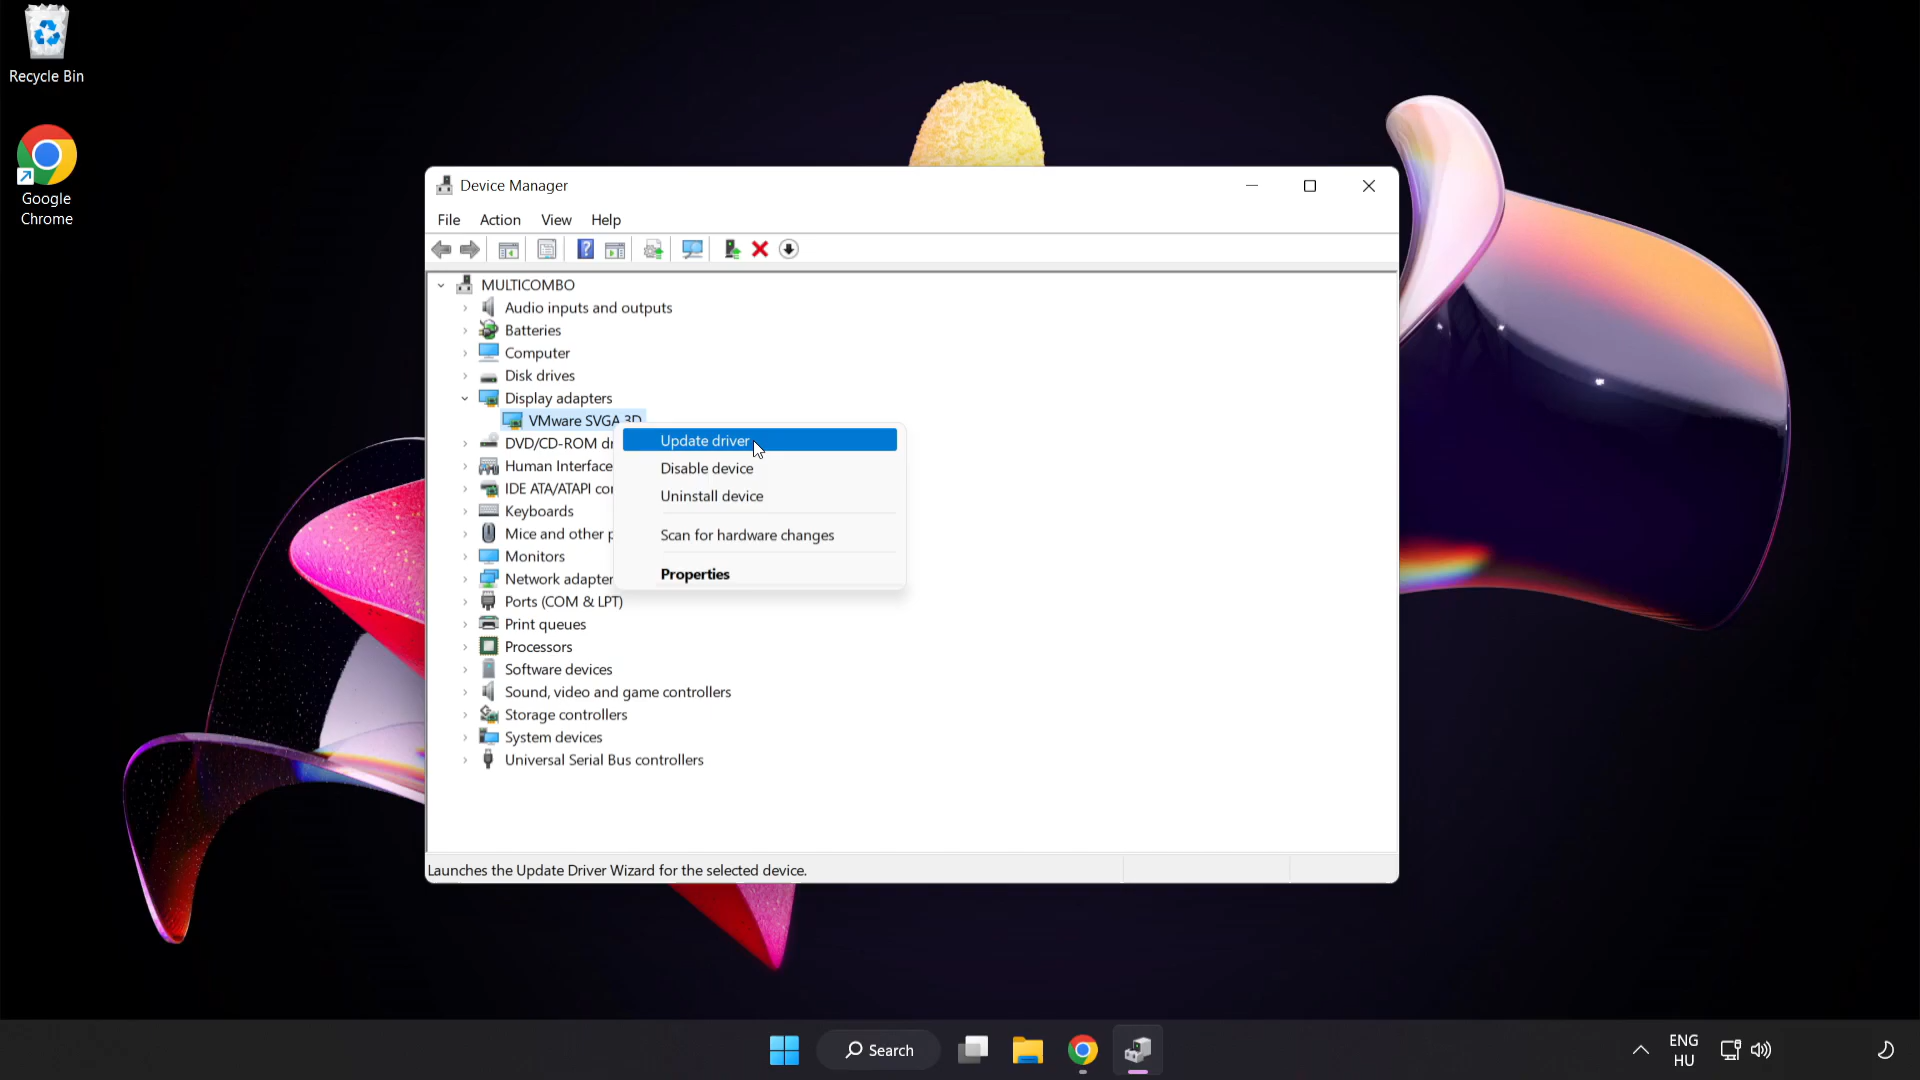 Recycle Bin
Google
Chrome
Device Manager
File Action View Help
MULTICOMBO
Audio inputs and outputs
Batteries
Computer
Disk drives
Display adapters
VMware SVGA 3D
DVD/CD-ROM
Human Interface
IDE ATA/ATAPI
Keyboards
Mice and other
Monitors
Network
Ports (COM & LPT)
Print queues
Processors
Software devices
Sound, video and game controllers
Storage controllers
System devices
Universal Serial Bus controllers
Update driver
Disable device
Uninstall device
Scan for hardware changes
Properties
Launches the Update Driver Wizard for the selected device.
Search
ENG
HU